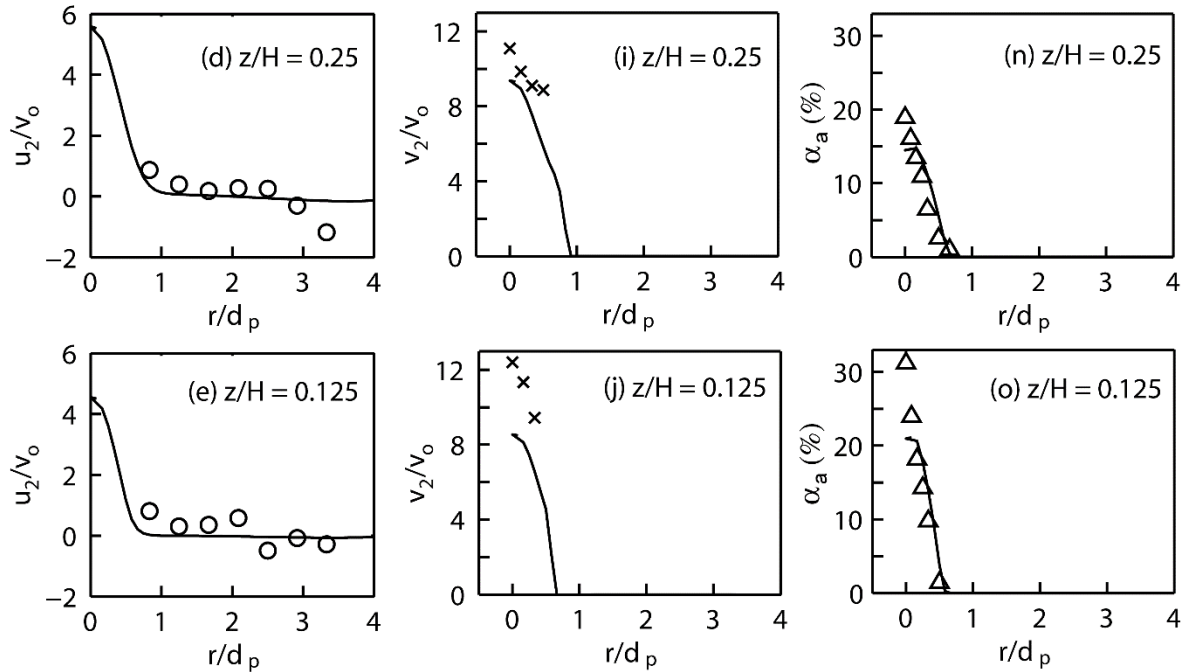 6
4
2
0
−2
u2/vo
(d) z/H = 0.25
0 1 2 3 4
r/d p
12
8
4
0
v2/vo
(i) z/H = 0.25
0 1 2 3 4
r/d p
30
20
10
0
αa (%)
(n) z/H = 0.25
0 1 2 3 4
r/d p
6
4
2
0
−2
u2/vo
(e) z/H = 0.125
0 1 2 3 4
r/d p
12
8
4
0
v2/vo
(j) z/H = 0.125
0 1 2 3 4
r/d p
30
20
10
0
αa (%)
(o) z/H = 0.125
0 1 2 3 4
r/d p